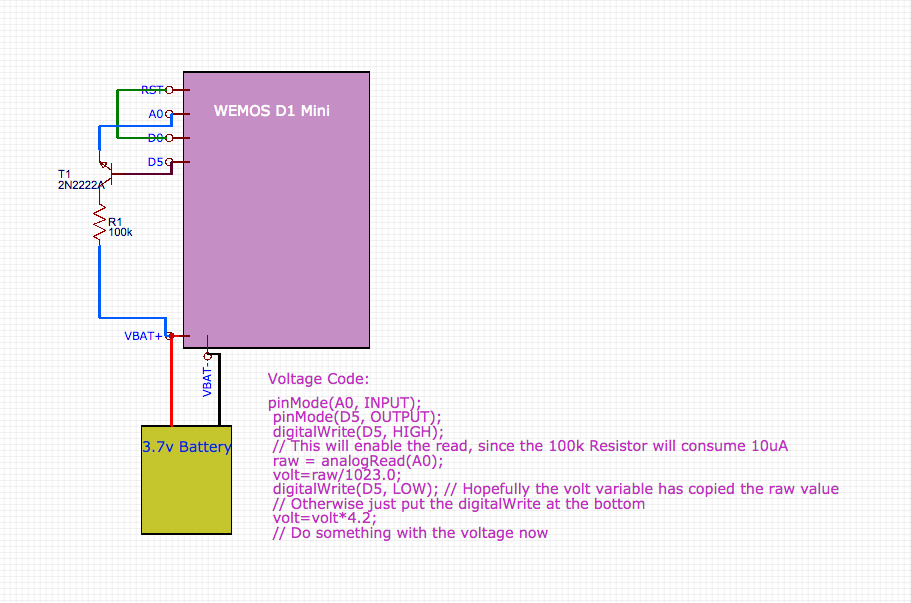 RST
A0
WEMOS D1 Mini
D0
D5
T1
2N2222A
R1
100k
VBAT+
VBAT-
Voltage Code:
pinMode(A0, INPUT);
pinMode(D5, OUTPUT);
digitalWrite(D5, HIGH);
// This will enable the read, since the 100k Resistor will consume 10uA
raw = analogRead(A0);
volt=raw/1023.0;
digitalWrite(D5, LOW); // Hopefully the volt variable has copied the raw value
// Otherwise just put the digitalWrite at the bottom
volt=volt*4.2;
// Do something with the voltage now
3.7v Battery